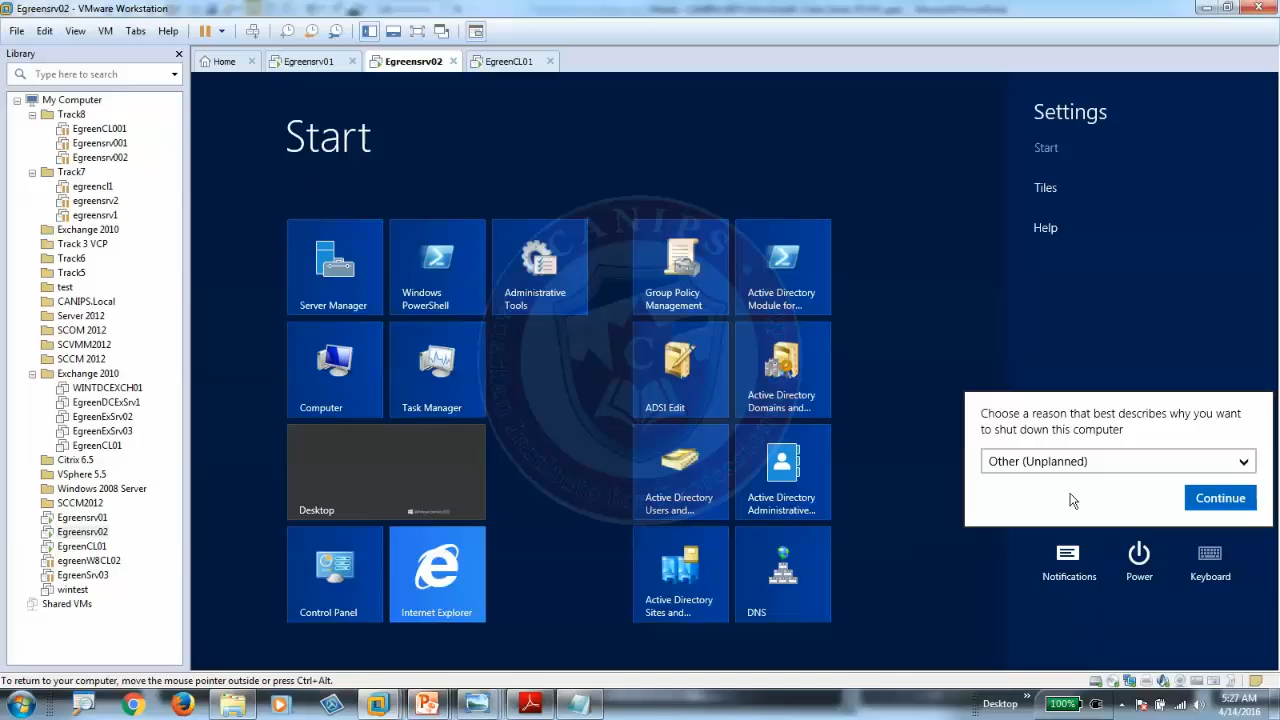 Egreensrv02 - VMware Workstation
File Edit View VM Tabs Help
Library
Type here to search
Home
Egreensrv01
Egreensrv02
EgreenCL01
My Computer
Track8
EgreenCL001
Egreensrv001
Egreensrv002
Track7
egreencl1
egreensrv2
egreensrv1
Exchange 2010
Track 3 VCP
Track6
Track5
test
CANIPS.Local
Server 2012
SCOM 2012
SCVMM2012
SCCM 2012
Exchange 2010
WINTDCEXCH01
EgreenDCExSrv1
EgreenExSrv02
EgreenExSrv03
EgreenCL01
Citrix 6.5
VSphere 5.5
Windows 2008 Server
SCCM2012
Egreensrv01
Egreensrv02
EgreenCL01
greenW8CL02
EgreenSrv03
wintest
Shared VMs
Start
Server Manager
Windows
PowerShell
Administrative
Tools
Group Policy
Management
Active Directory
Module for...
Computer
Task Manager
ADSI Edit
Active Directory
Domains and...
Desktop
Active Directory
Users and...
Active Directory
Administrative...
Control Panel
Internet Explorer
Active Directory
Sites and...
DNS
CANIPS
C
Settings
Start
Tiles
Help
Choose a reason that best describes why you want
to shut down this computer
Other (Unplanned)
Continue
Notifications
Power
Keyboard
To return to your computer, move the mouse pointer outside or press Ctrl+Alt.
Desktop
100%
5:27 AM
4/14/2016